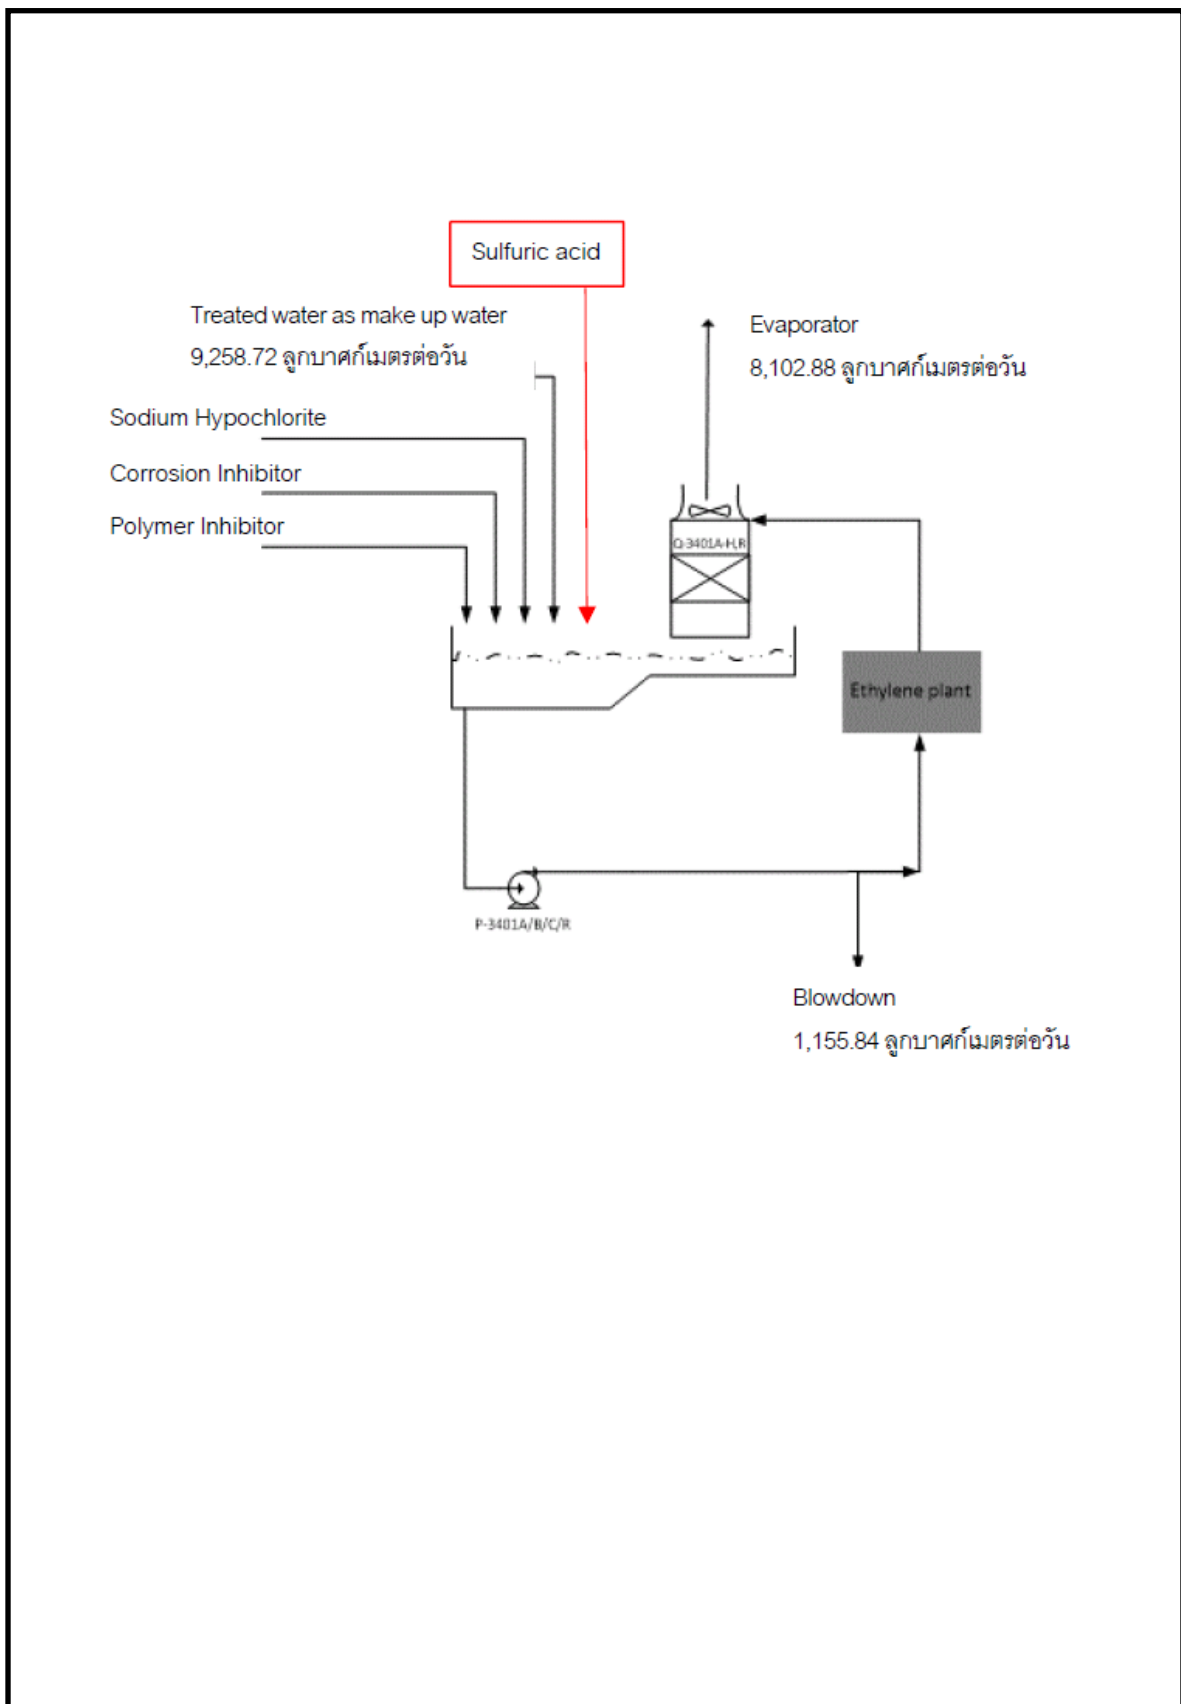 Sulfuric acid
Treated water as make up water
9,258.72 ลูกบาศก์เมตรต่อวัน
Evaporator
8,102.88 ลูกบาศก์เมตรต่อวัน
Sodium Hypochlorite
Corrosion Inhibitor
Polymer Inhibitor
Q-3401A-H,R
Ethylene plant
P-3401A/B/C/R
Blowdown
1,155.84 ลูกบาศก์เมตรต่อวัน